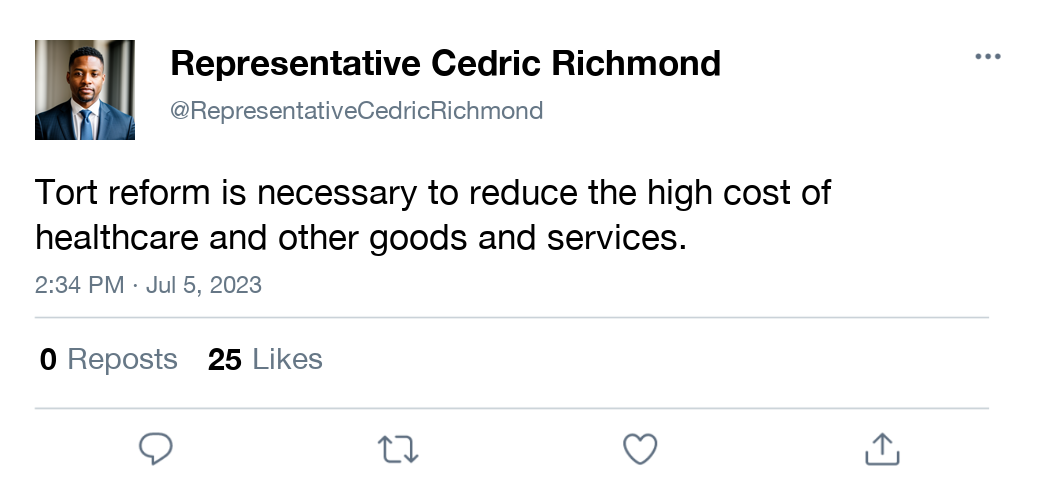 Representative Cedric Richmond
@RepresentativeCedricRichmond
Tort reform is necessary to reduce the high cost of
healthcare and other goods and services.
2:34 PM · Jul 5, 2023
0 Reposts 25 Likes